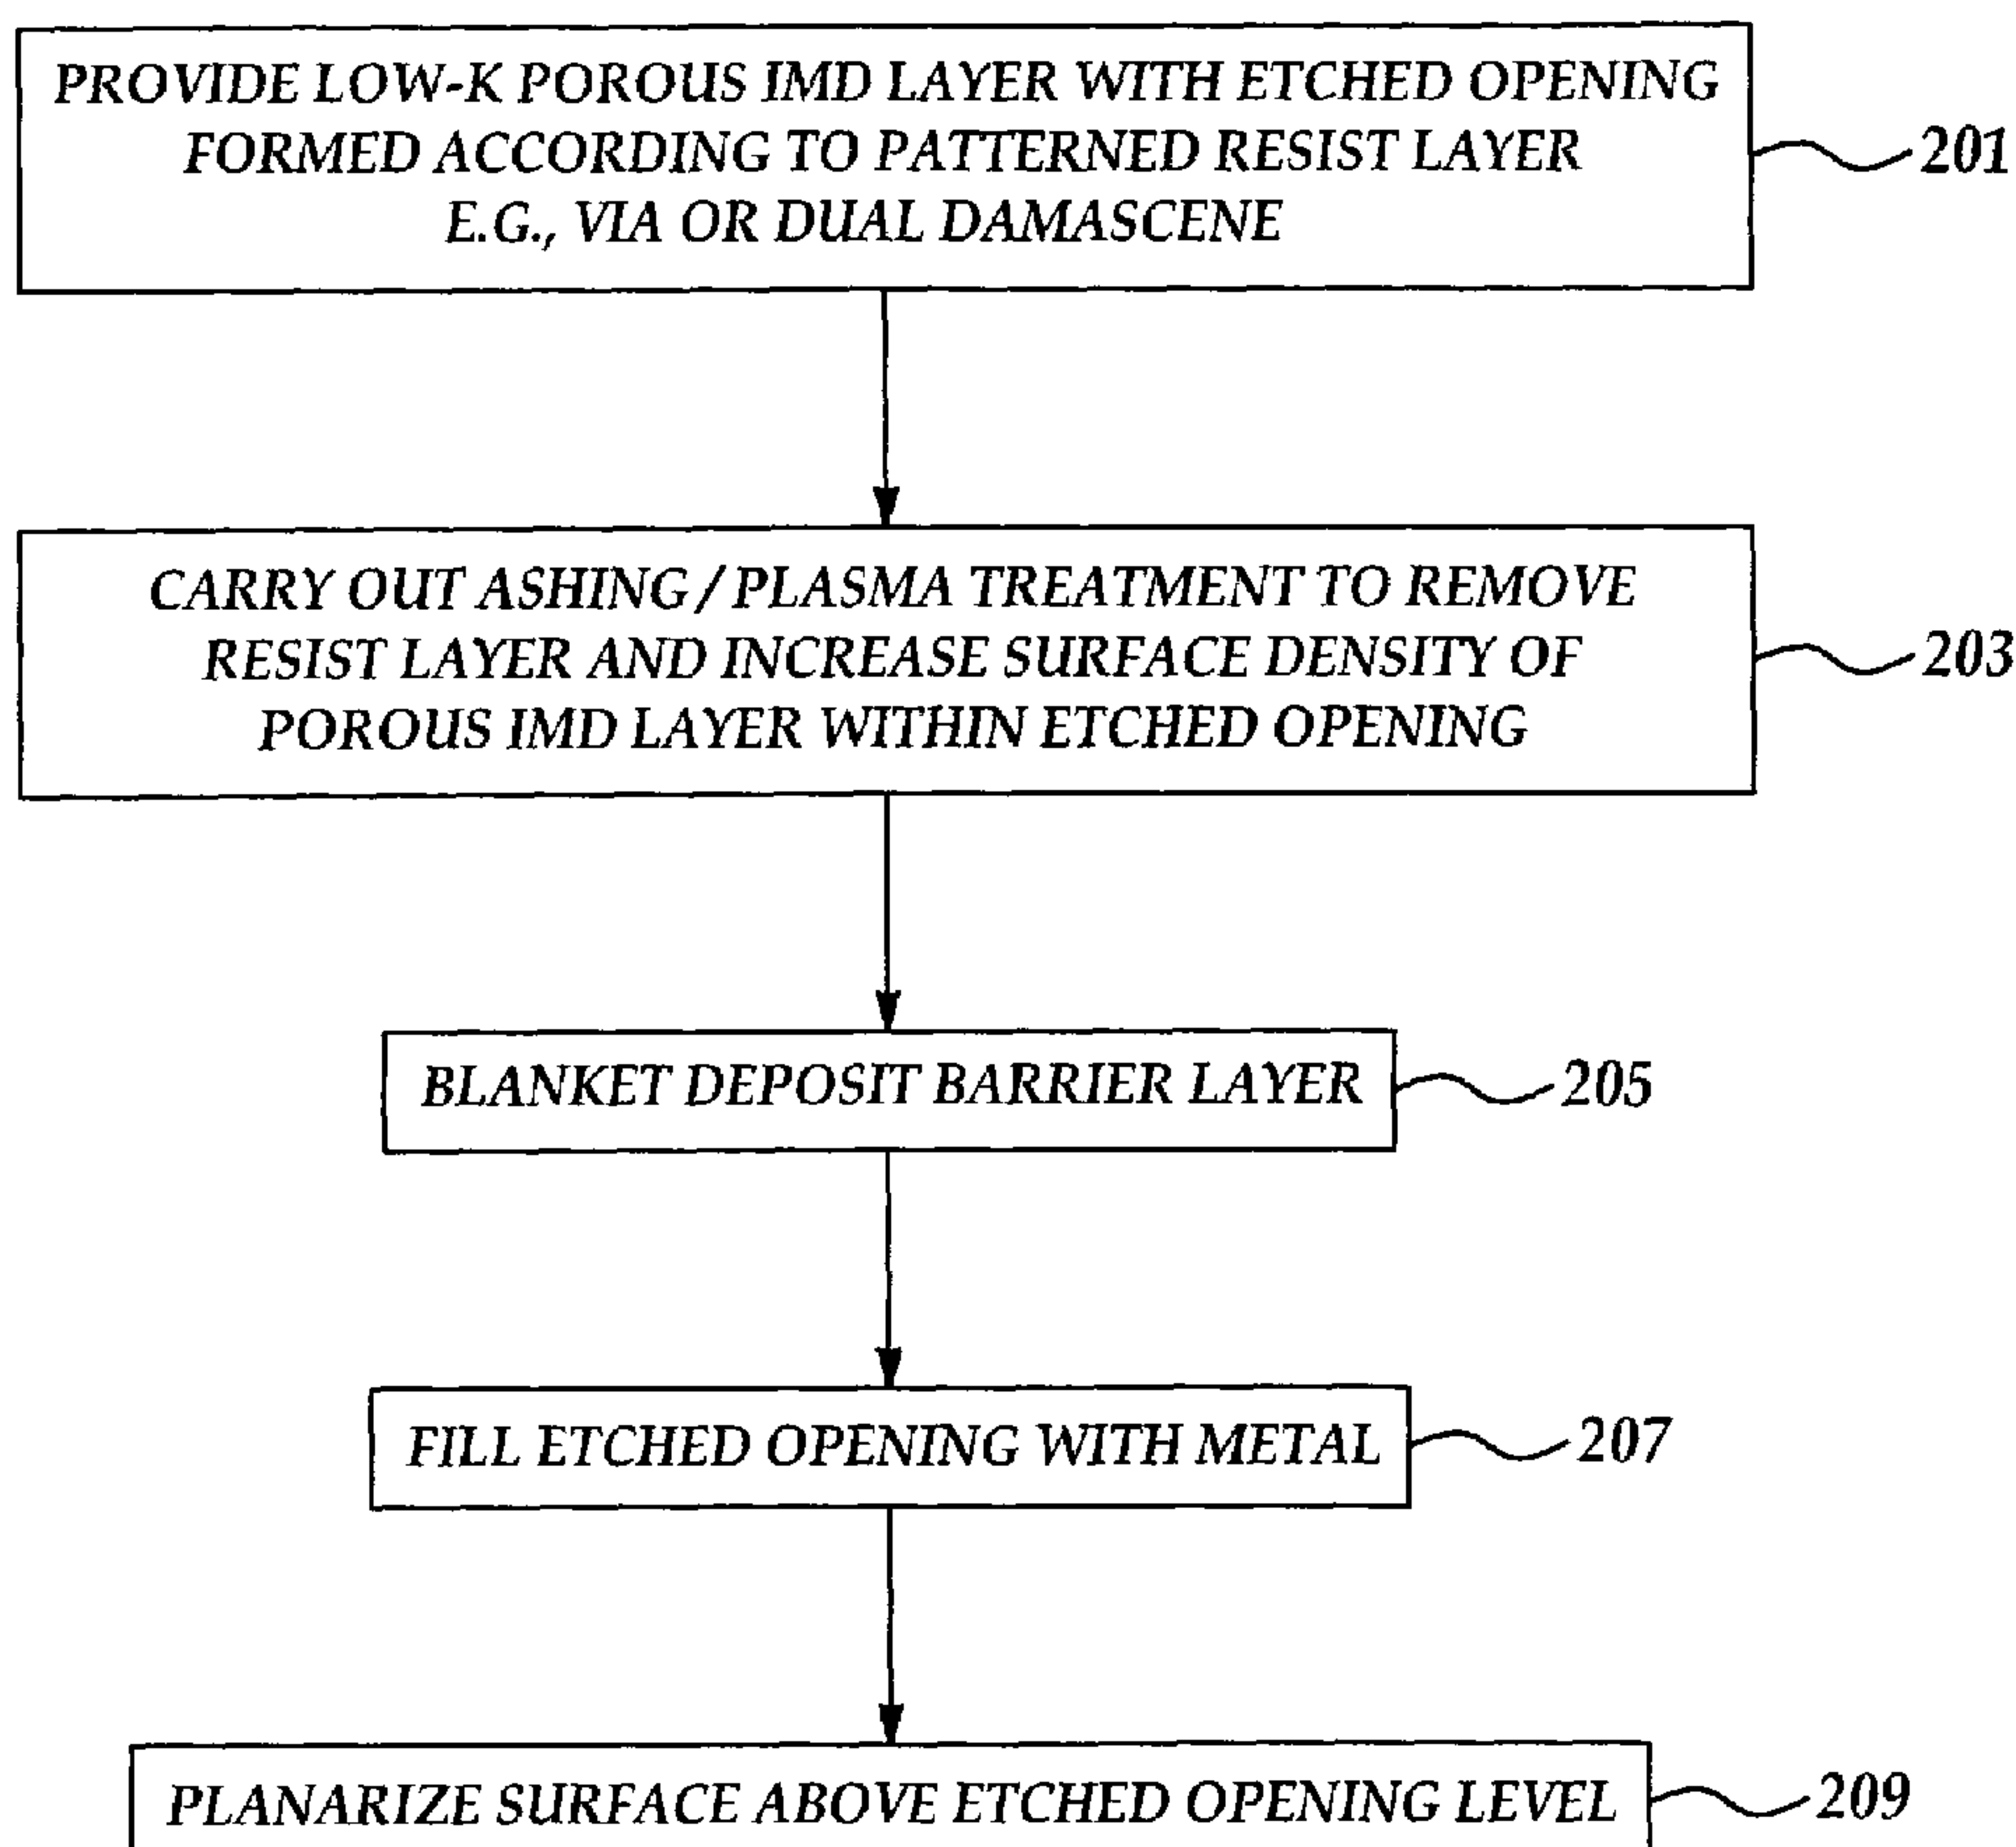 PROVIDE LOW-K POROUS IMD LAYER WITH ETCHED OPENING
FORMED ACCORDING TO PATTERNED RESIST LAYER
E.G., VIA OR DUAL DAMASCENE
201
CARRY OUT ASHING/PLASMA TREATMENT TO REMOVE
RESIST LAYER AND INCREASE SURFACE DENSITY OF
POROUS IMD LAYER WITHIN ETCHED OPENING
203
BLANKET DEPOSIT BARRIER LAYER
205
FILL ETCHED OPENING WITH METAL
207
PLANARIZE SURFACE ABOVE ETCHED OPENING LEVEL
209